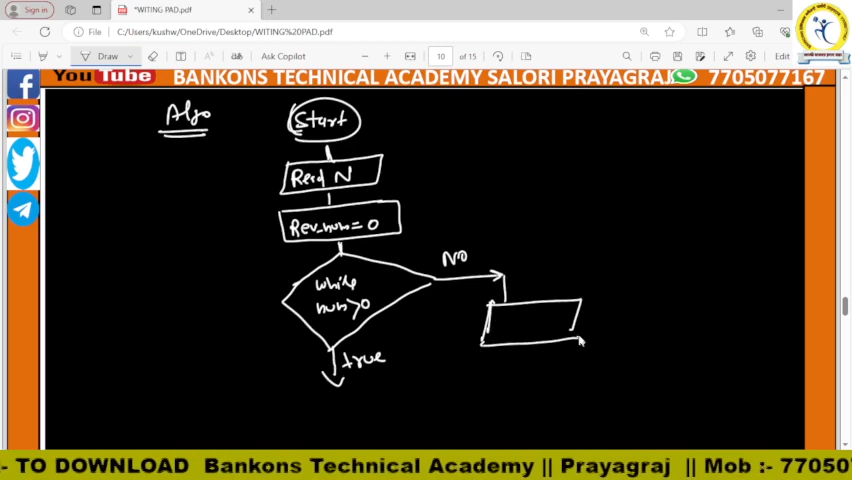 Sign in
*WITING PAD.pdf
File
C:/Users/kushw/OneDrive/Desktop/WITING%20PAD.pdf
Draw
Ask Copilot
10 of 15
Edit
You Tube BANKONS TECHNICAL ACADEMY SALORI PRAYAGRAJ 7705077167
Algo
Start
Read N
Rev_num = 0
while
num>0
NO
true
:- TO DOWNLOAD Bankons Technical Academy || Prayagraj || Mob :- 77050